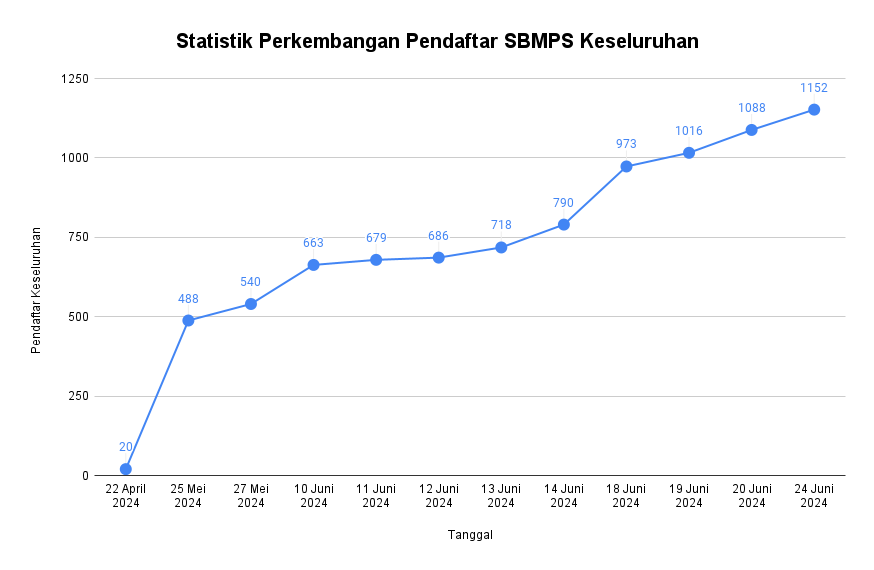 Statistik Perkembangan Pendaftar SBMPS Keseluruhan
1250
1000
750
500
250
0
Pendaftar Keseluruhan
20
488
540
663
679
686
718
790
973
1016
1088
1152
22 April
2024
25 Mei
2024
27 Mei
2024
10 Juni
2024
11 Juni
2024
12 Juni
2024
13 Juni
2024
14 Juni
2024
18 Juni
2024
19 Juni
2024
20 Juni
2024
24 Juni
2024
Tanggal